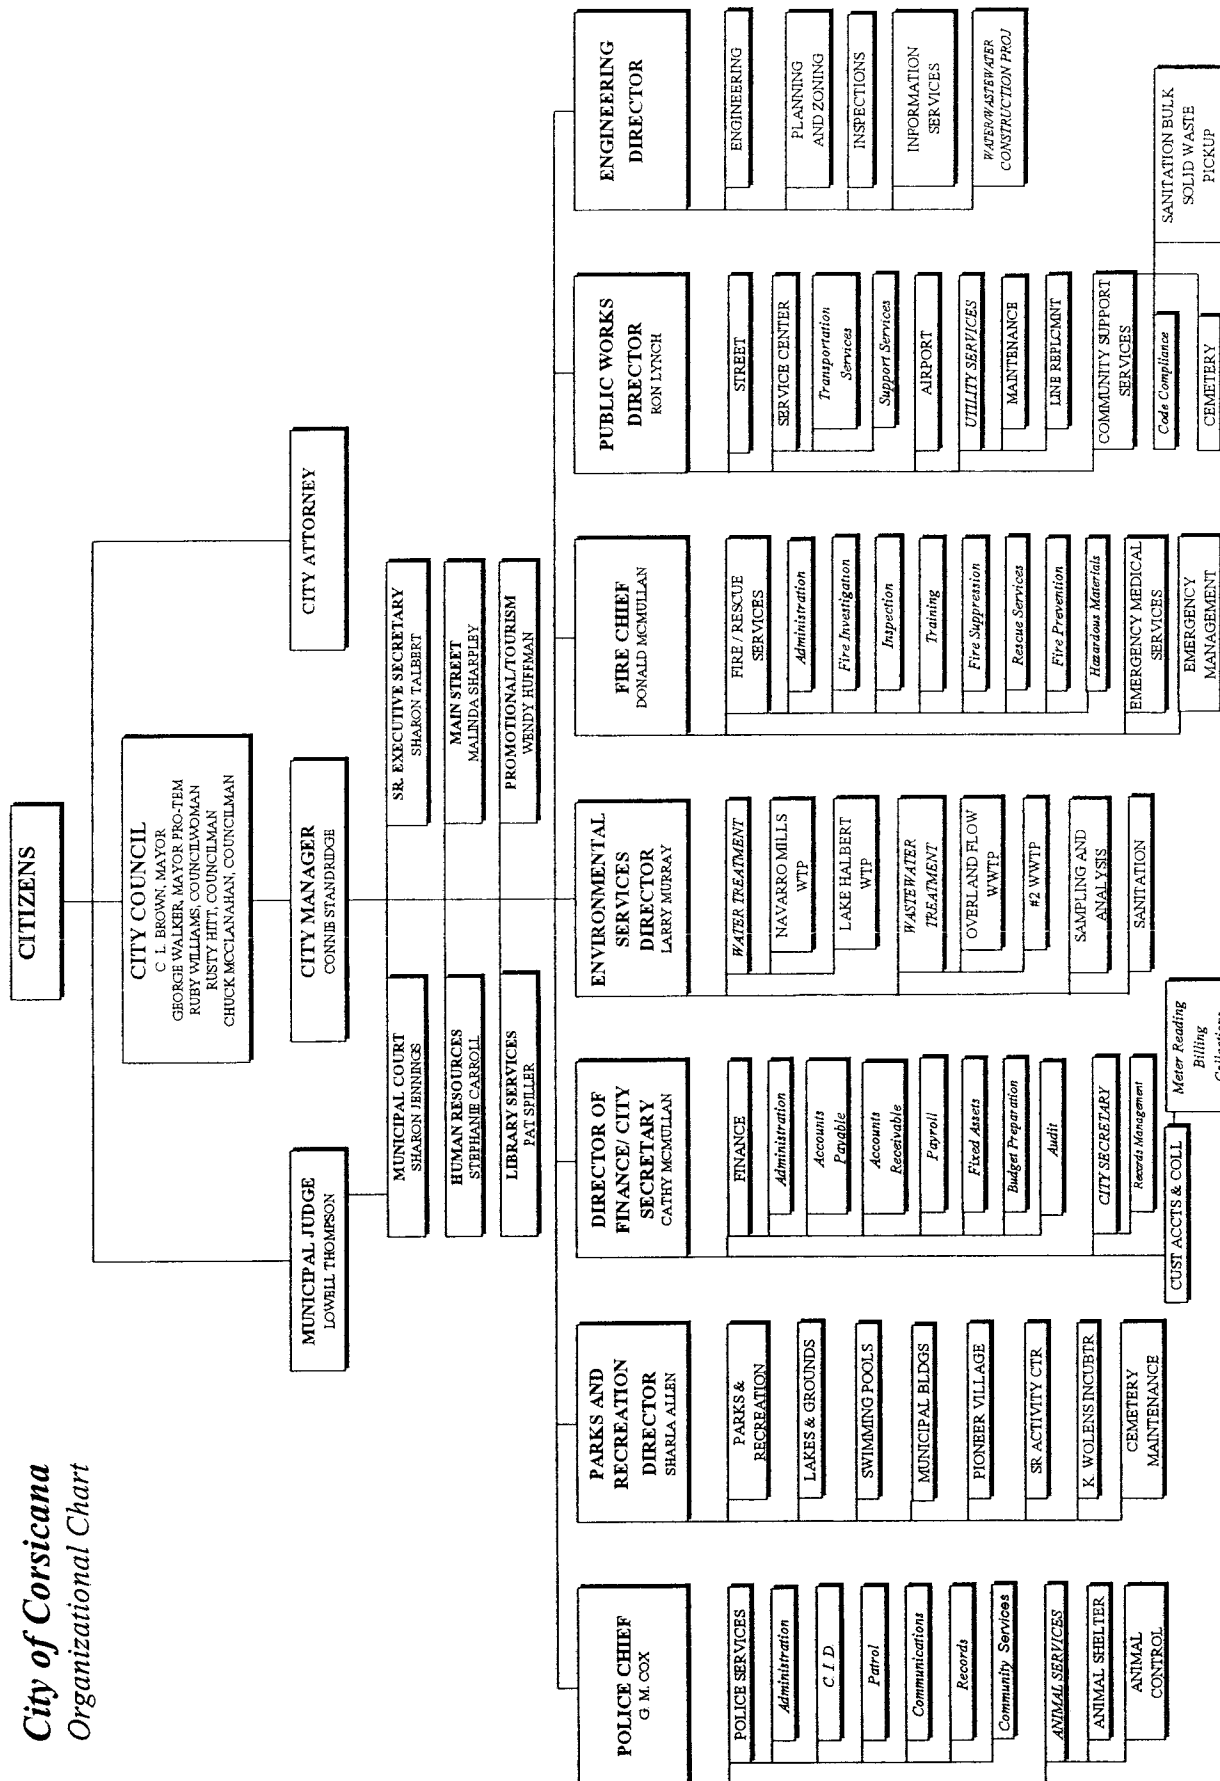 City of Corsicana
Organizational Chart
CITIZENS
CITY COUNCIL
C L. BROWN, MAYOR
GEORGE WALKER, MAYOR PRO-TEM
RUBY WILLIAMS, COUNCILWOMAN
RUSTY HITT, COUNCILMAN
CHUCK MCCLANAHAN, COUNCILMAN
MUNICIPAL JUDGE
LOWELL THOMPSON
CITY MANAGER
CONNIE STANDRIDGE
CITY ATTORNEY
MUNICIPAL COURT
SHARON JENNINGS
SR. EXECUTIVE SECRETARY
SHARON TALBERT
HUMAN RESOURCES
STEPHANIE CARROLL
MAIN STREET
MALINDA SHARPLEY
LIBRARY SERVICES
PAT SPILLER
PROMOTIONAL/TOURISM
WENDY HUFFMAN
POLICE CHIEF
G. M. COX
POLICE SERVICES
Administration
C. I. D.
Patrol
Communications
Records
Community Services
ANIMAL SERVICES
ANIMAL SHELTER
ANIMAL
CONTROL
PARKS AND
RECREATION
DIRECTOR
SHARLA ALLEN
PARKS &
RECREATION
LAKES & GROUNDS
SWIMMING POOLS
MUNICIPAL BLDGS
PIONEER VILLAGE
SR ACTIVITY CTR
K. WOLENS INCUBTR
CEMETERY
MAINTENANCE
DIRECTOR OF
FINANCE/ CITY
SECRETARY
CATHY MCMULLAN
FINANCE
Administration
Accounts
Payable
Accounts
Receivable
Payroll
Fixed Assets
Budget Preparation
Audit
CITY SECRETARY
Records Management
CUST ACCTS & COLL
Meter Reading
Billing
Collections
ENVIRONMENTAL
SERVICES
DIRECTOR
LARRY MURRAY
WATER TREATMENT
NAVARRO MILLS
WTP
LAKE HALBERT
WTP
WASTEWATER
TREATMENT
OVERLAND FLOW
WWTP
#2 WWTP
SAMPLING AND
ANALYSIS
SANITATION
FIRE CHIEF
DONALD MCMULLAN
FIRE / RESCUE
SERVICES
Administration
Fire Investigation
Inspection
Training
Fire Suppression
Rescue Services
Fire Prevention
Hazardous Materials
EMERGENCY MEDICAL
SERVICES
EMERGENCY
MANAGEMENT
PUBLIC WORKS
DIRECTOR
RON LYNCH
STREET
SERVICE CENTER
Transportation
Services
Support Services
AIRPORT
UTILITY SERVICES
MAINTENANCE
LINE REPLCMNT
COMMUNITY SUPPORT
SERVICES
Code Compliance
CEMETERY
SANITATION BULK
SOLID WASTE
PICKUP
ENGINEERING
DIRECTOR
ENGINEERING
PLANNING
AND ZONING
INSPECTIONS
INFORMATION
SERVICES
WATER/WASTEWATER
CONSTRUCTION PROJ